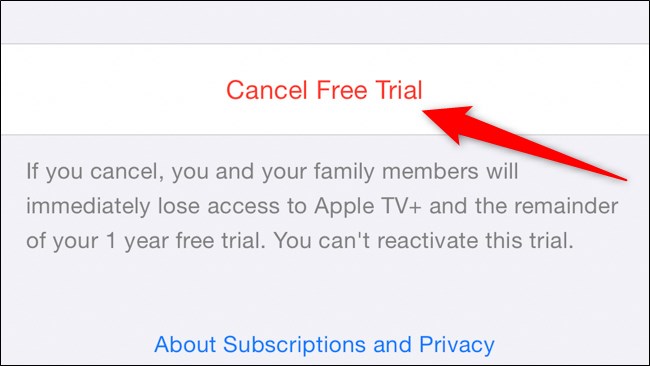 Cancel Free Trial
If you cancel, you and your family members will
immediately lose access to Apple TV+ and the remainder
of your 1 year free trial. You can't reactivate this trial.
About Subscriptions and Privacy